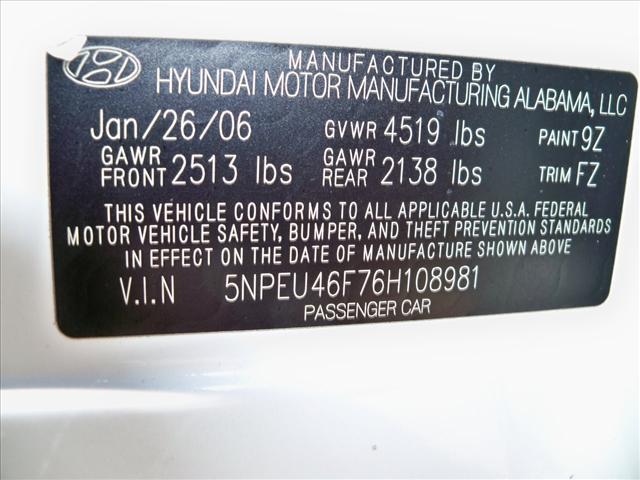 MANUFACTURED BY
HYUNDAI MOTOR MANUFACTURING ALABAMA, LLC
Jan/26/06 GVWR 4519 lbs PAINT 9Z
GAWR FRONT 2513 lbs GAWR REAR 2138 lbs TRIM FZ
THIS VEHICLE CONFORMS TO ALL APPLICABLE U.S.A. FEDERAL
MOTOR VEHICLE SAFETY, BUMPER, AND THEFT PREVENTION STANDARDS
IN EFFECT ON THE DATE OF MANUFACTURE SHOWN ABOVE
V.I.N 5NPEU46F76H108981
PASSENGER CAR